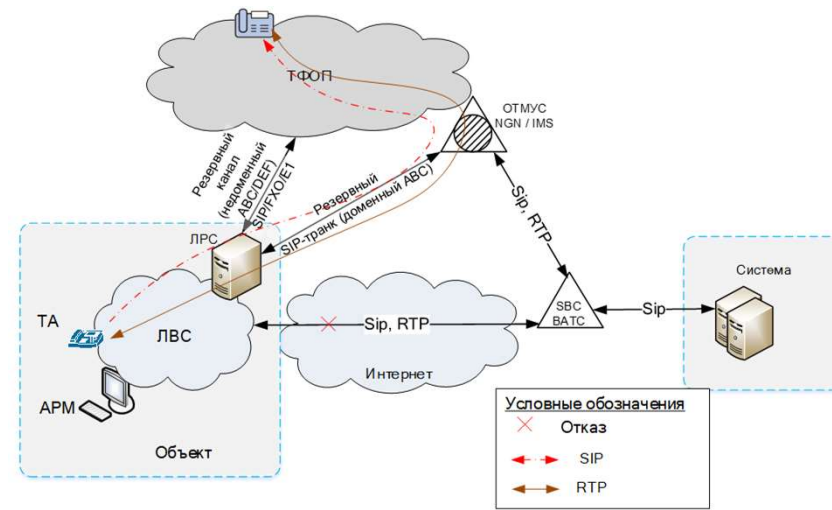 ТФОП
ОТМУС
NGN / IMS
Резервный
канал
(недоменный
ABC/DEF)
SIP/FXO/E1
Резервный
SIP-транк (доменный ABC)
Sip, RTP
ЛРС
Система
ТА
ЛВС
Sip, RTP
SBC
ВАТС
Sip
Интернет
АРМ
Объект
Условные обозначения
Отказ
SIP
RTP